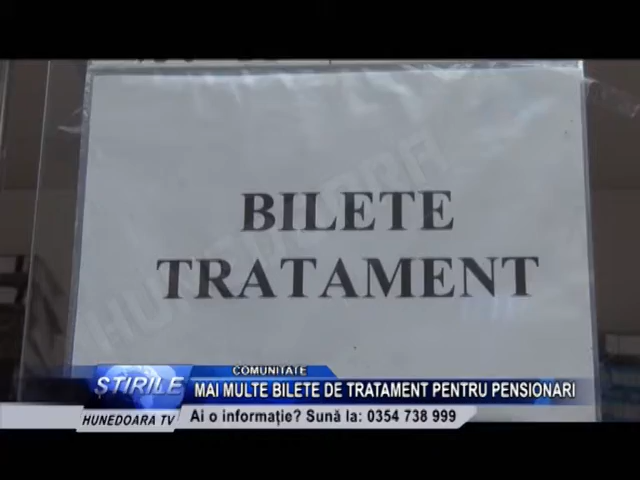 BILETE
TRATAMENT
HUNEDOARA
COMUNITATE
ȘTIRILE
MAI MULTE BILETE DE TRATAMENT PENTRU PENSIONARI
HUNEDOARA TV
Ai o informație? Sună la: 0354 738 999